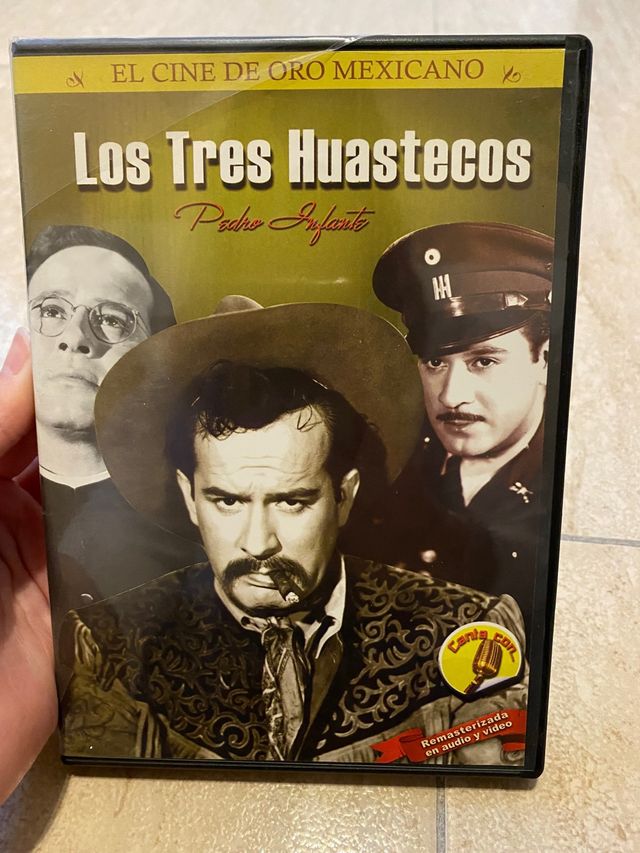 EL CINE DE ORO MEXICANO
Los Tres Huastecos
Pedro Infante
Canta con...
Remasterizada
en audio y video